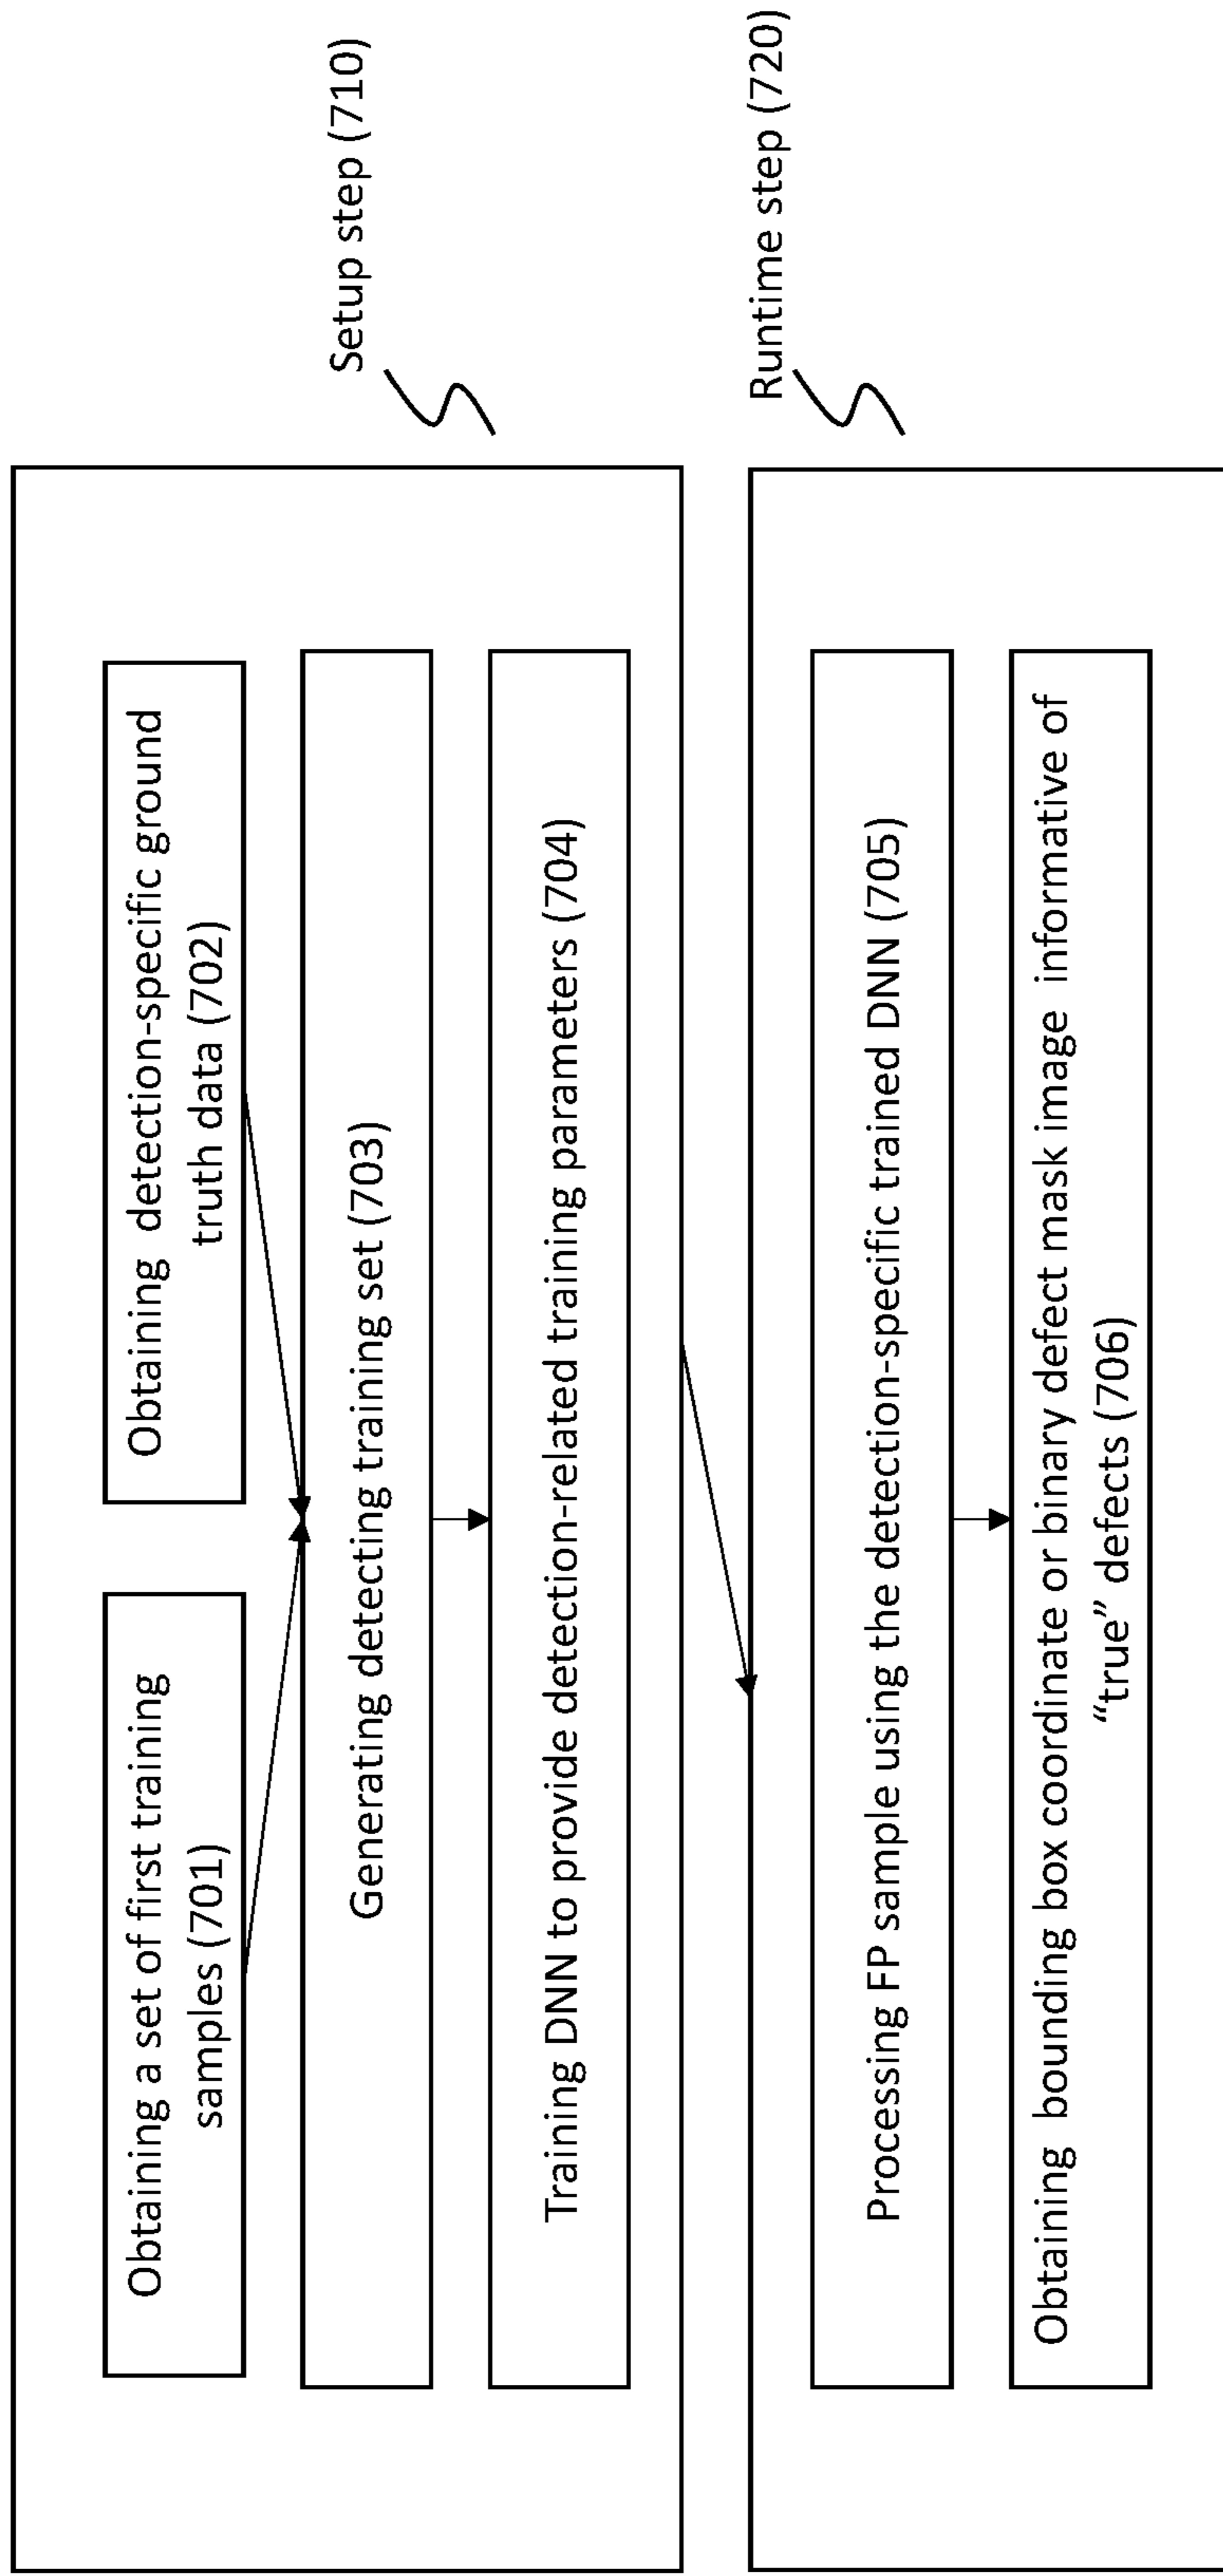 Obtaining a set of first training
samples (701)
Obtaining detection-specific ground
truth data (702)
Generating detecting training set (703)
Training DNN to provide detection-related training parameters (704)
Setup step (710)
Processing FP sample using the detection-specific trained DNN (705)
Obtaining bounding box coordinate or binary defect mask image informative of
“true” defects (706)
Runtime step (720)